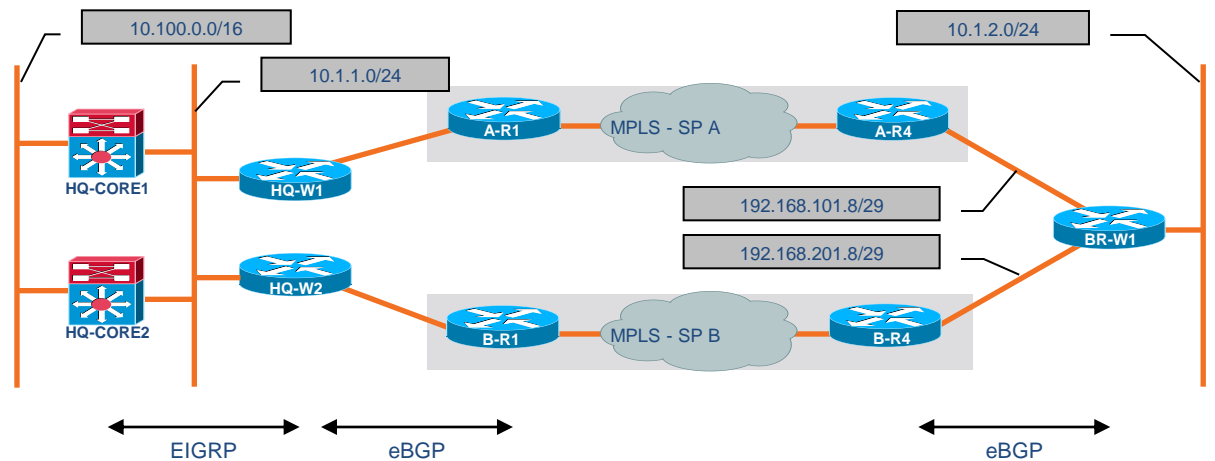 10.100.0.0/16
10.1.2.0/24
10.1.1.0/24
A-R1
MPLS - SP A
A-R4
HQ-CORE1
HQ-W1
192.168.101.8/29
BR-W1
192.168.201.8/29
HQ-W2
HQ-CORE2
B-R1
MPLS - SP B
B-R4
EIGRP
eBGP
eBGP